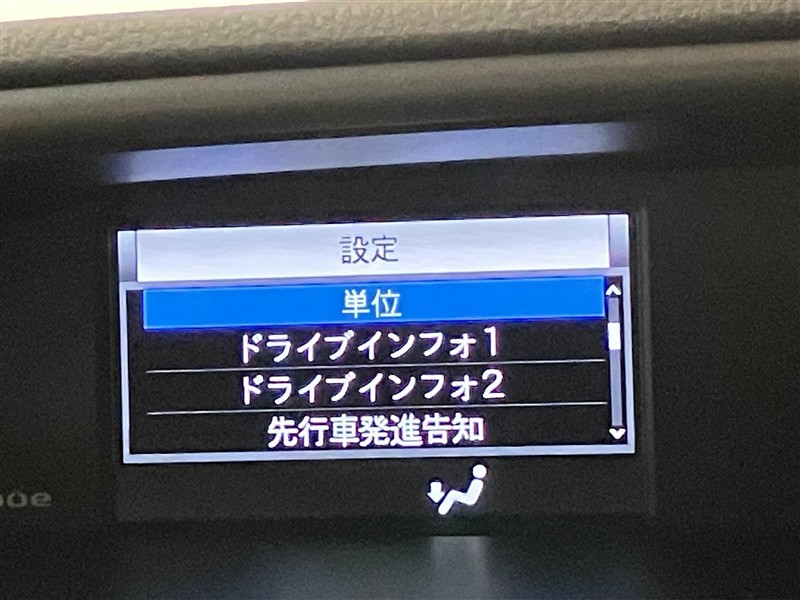 設定
単位
ドライブインフォ1
ドライブインフォ2
先行車発進告知